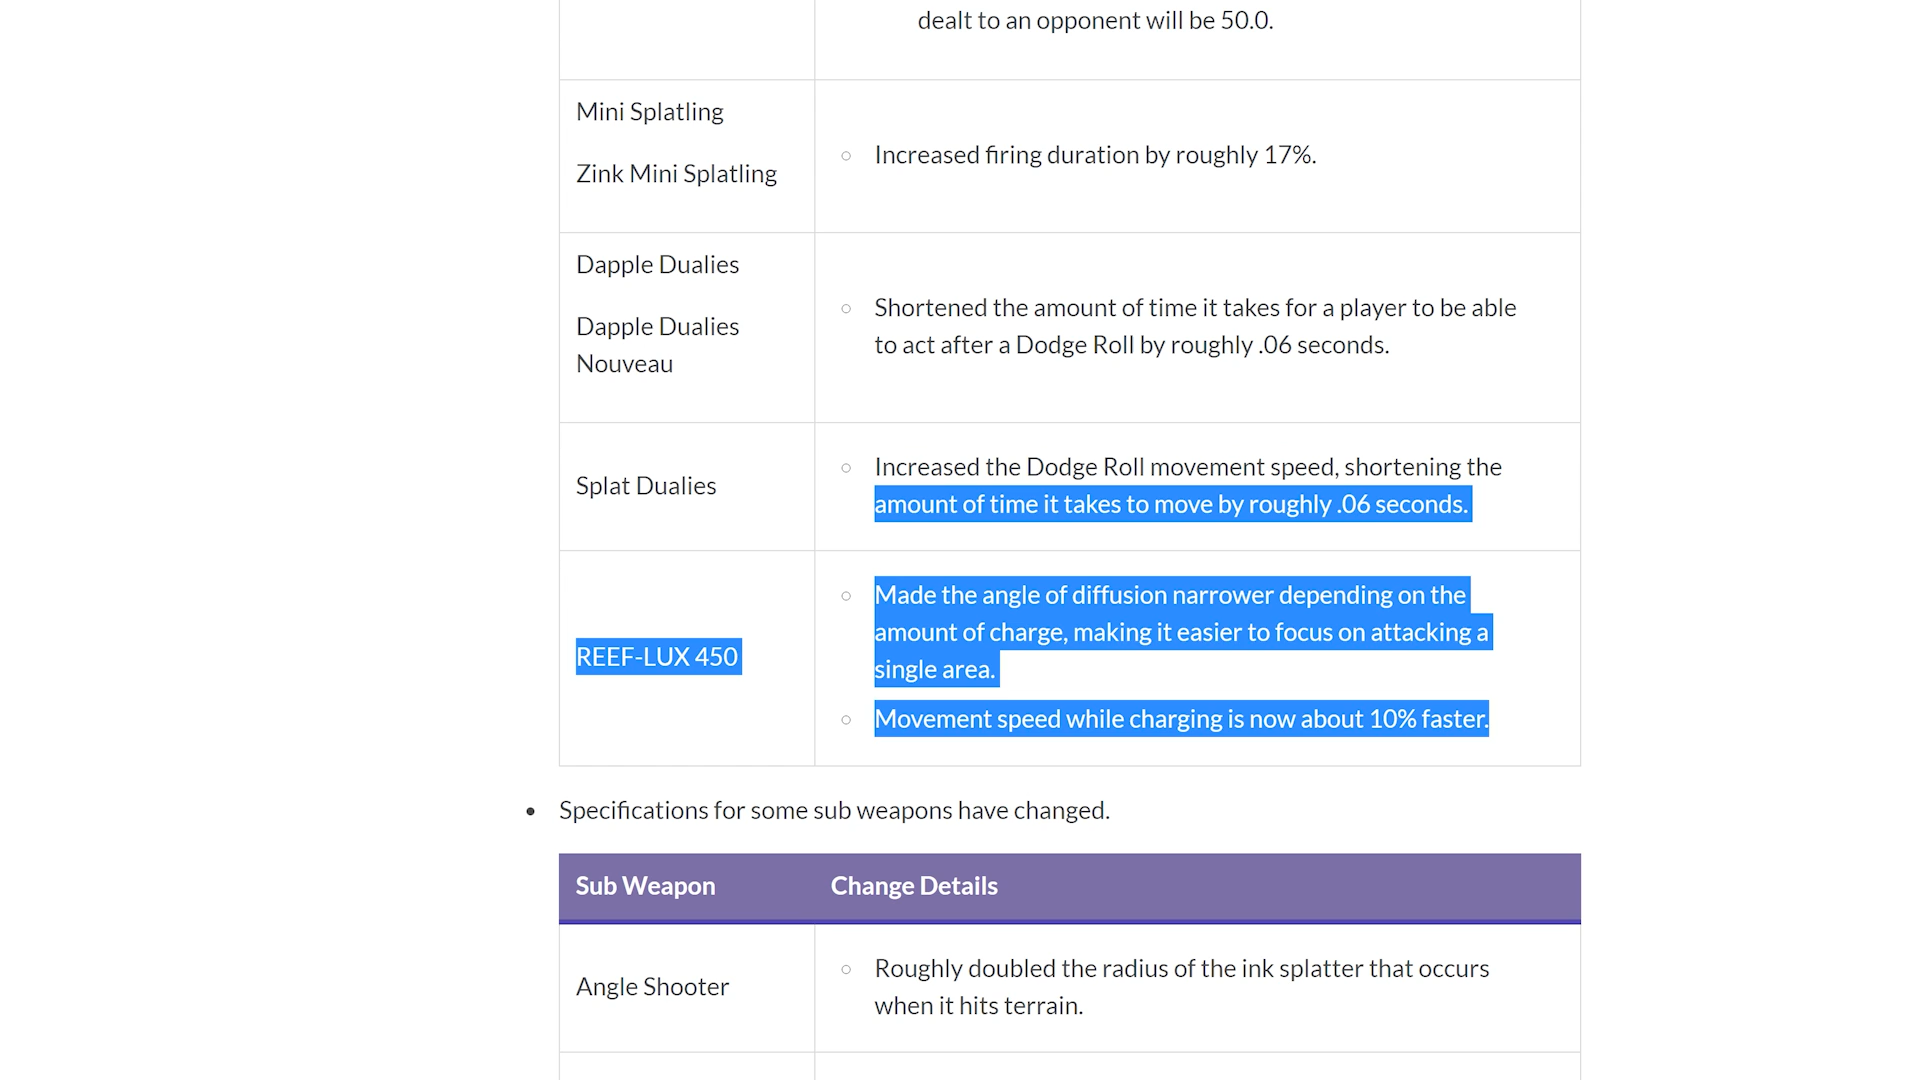 dealt to an opponent will be 50.0.
Mini Splatling
Zink Mini Splatling
Increased firing duration by roughly 17%.
Dapple Dualies
Dapple Dualies
Nouveau
Shortened the amount of time it takes for a player to be able
to act after a Dodge Roll by roughly .06 seconds.
Splat Dualies
Increased the Dodge Roll movement speed, shortening the
amount of time it takes to move by roughly .06 seconds.
REEF-LUX 450
Made the angle of diffusion narrower depending on the
amount of charge, making it easier to focus on attacking a
single area.
Movement speed while charging is now about 10% faster.
Specifications for some sub weapons have changed.
Sub Weapon
Change Details
Angle Shooter
Roughly doubled the radius of the ink splatter that occurs
when it hits terrain.